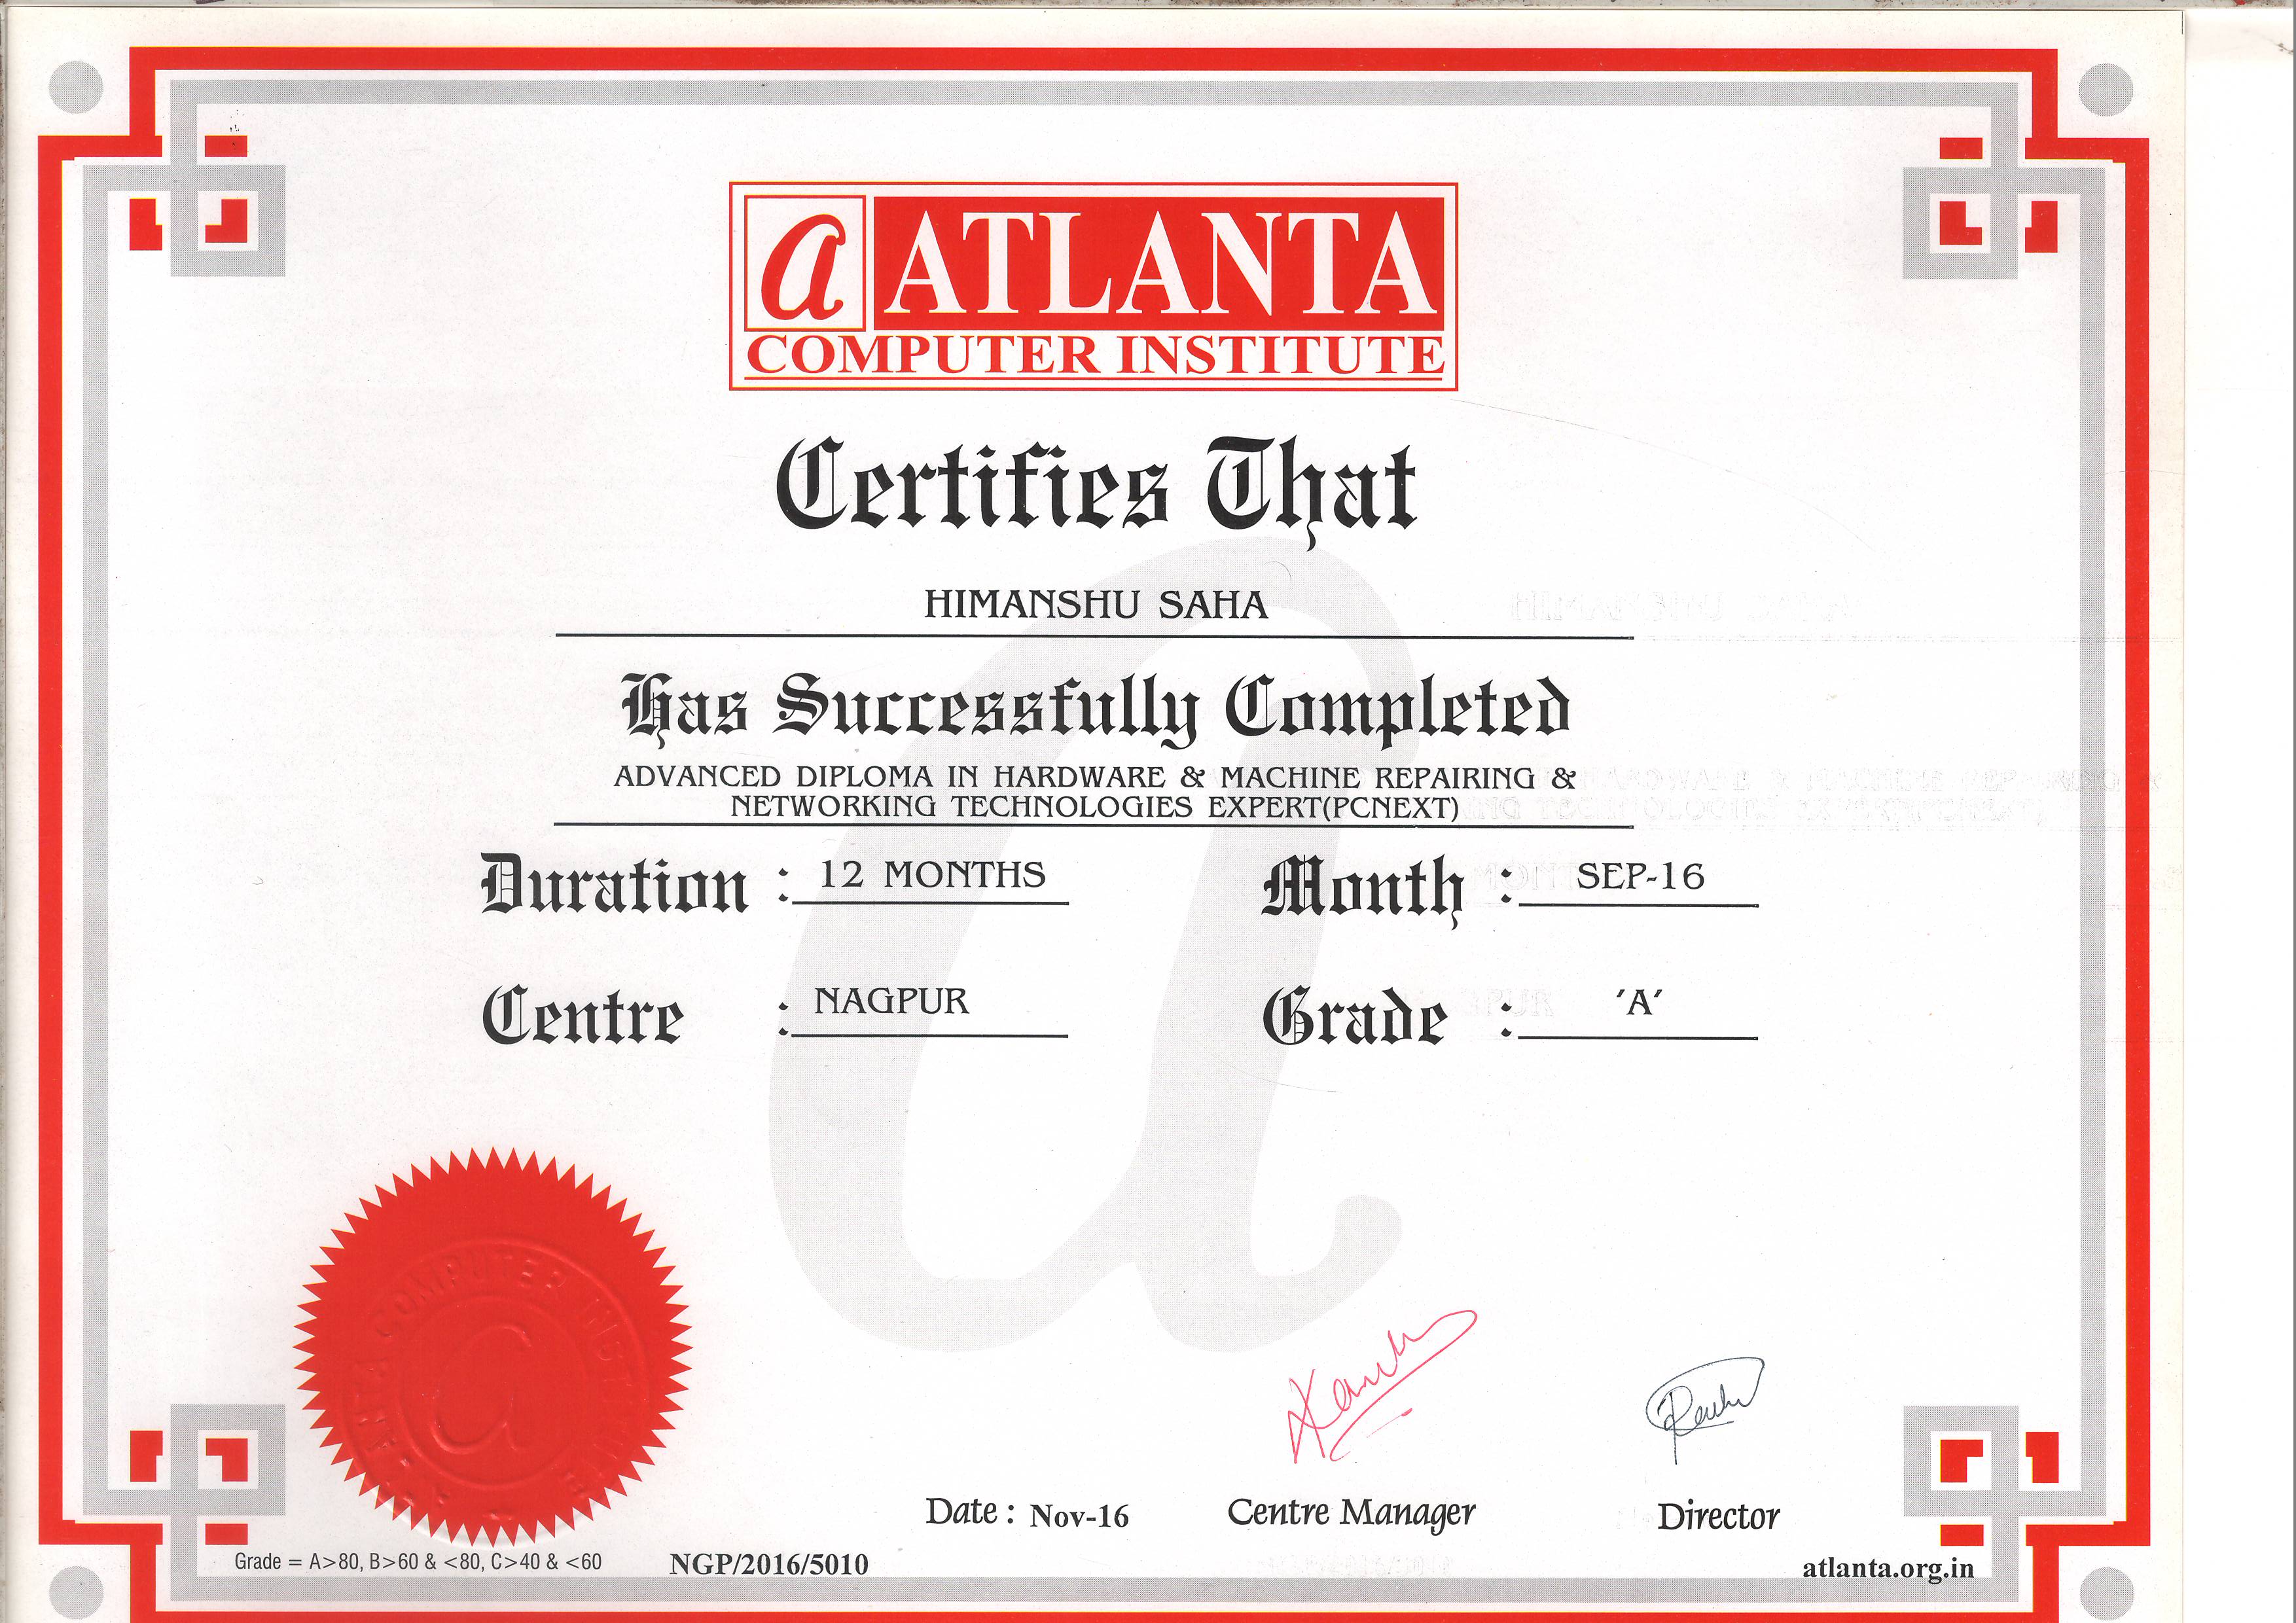 a ATLANTA
COMPUTER INSTITUTE
Certifies That
HIMANSHU SAHA
Has Successfully Completed
ADVANCED DIPLOMA IN HARDWARE & MACHINE REPAIRING &
NETWORKING TECHNOLOGIES EXPERT(PCNEXT)
Duration : 12 MONTHS Month : SEP-16
Centre : NAGPUR Grade : 'A'
COMPUTER INSTITUTE
a
Date : Nov-16 Centre Manager Director
Grade = A>80, B>60 & <80, C>40 & <60 NGP/2016/5010 atlanta.org.in